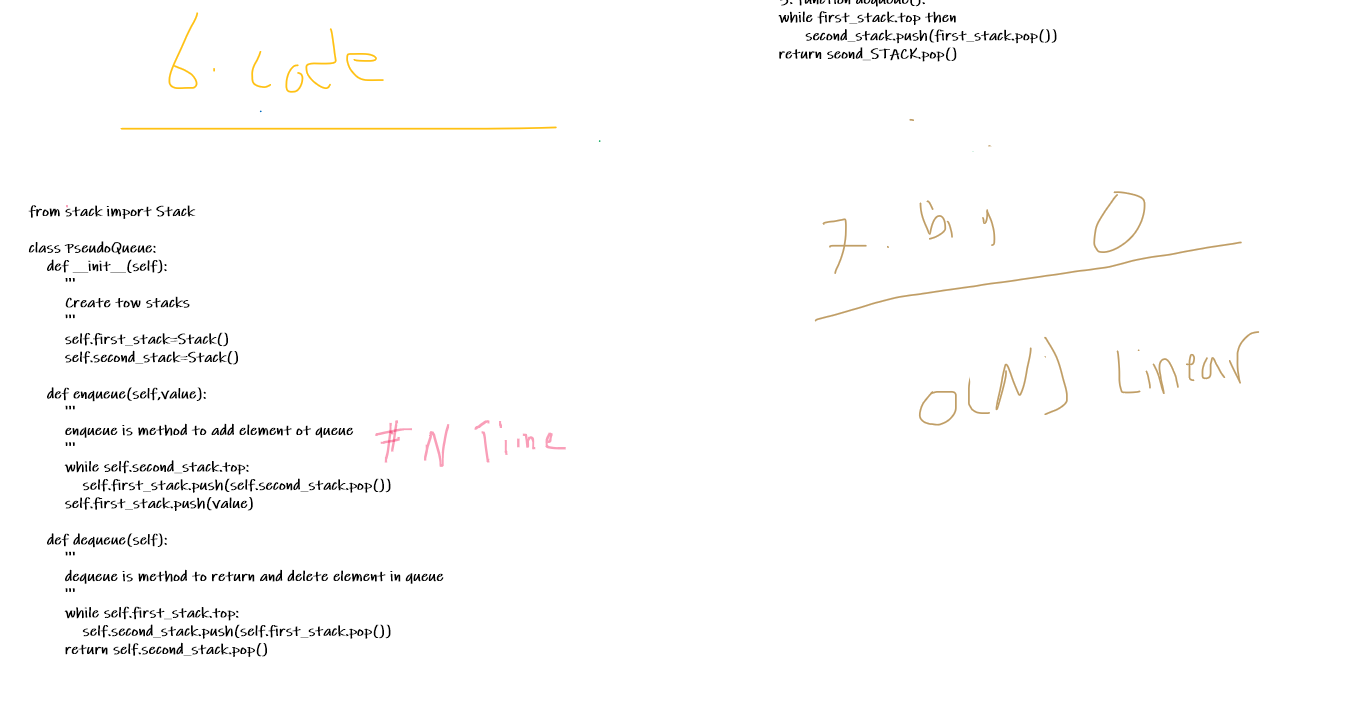 6. code
from stack import Stack
class PseudoQueue:
def __init__(self):
'''
Create tow stacks
'''
self.first_stack=Stack()
self.second_stack=Stack()
def enqueue(self,value):
'''
enqueue is method to add element ot queue
'''
# N Time
while self.second_stack.top:
self.first_stack.push(self.second_stack.pop())
self.first_stack.push(value)
def dequeue(self):
'''
dequeue is method to return and delete element in queue
'''
while self.first_stack.top:
self.second_stack.push(self.first_stack.pop())
return self.second_stack.pop()
function dequeue():
while first_stack.top then
second_stack.push(first_stack.pop())
return seond_STACK.pop()
7. big O
O(N) Linear